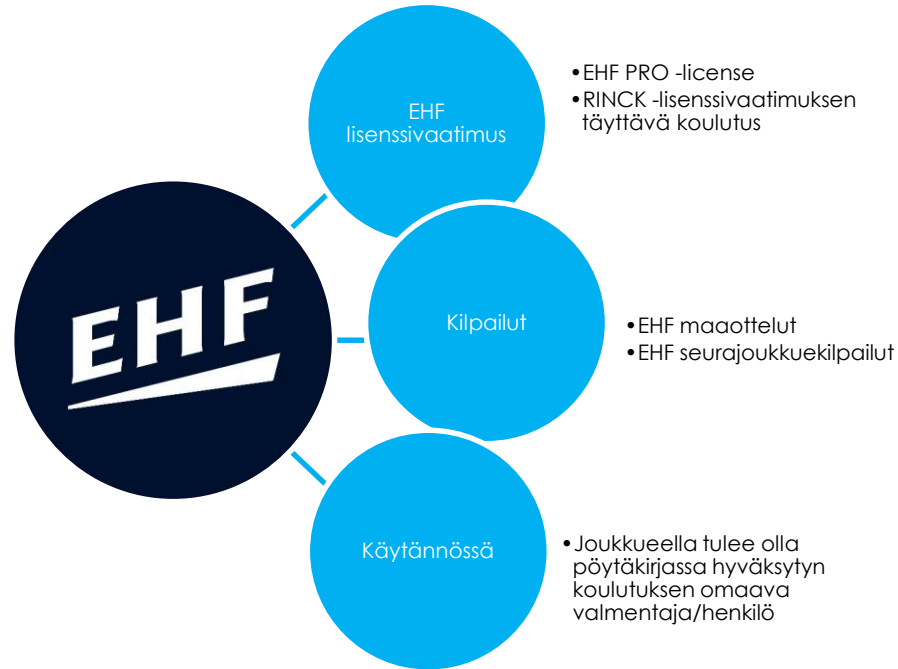 EHF
EHF
lisenssivaatimus
•EHF PRO -license
•RINCK -lisenssivaatimuksen
täyttävä koulutus
Kilpailut
•EHF maaottelut
•EHF seurajoukkuekilpailut
Käytännössä
•Joukkueella tulee olla
pöytäkirjassa hyväksytyn
koulutuksen omaava
valmentaja/henkilö